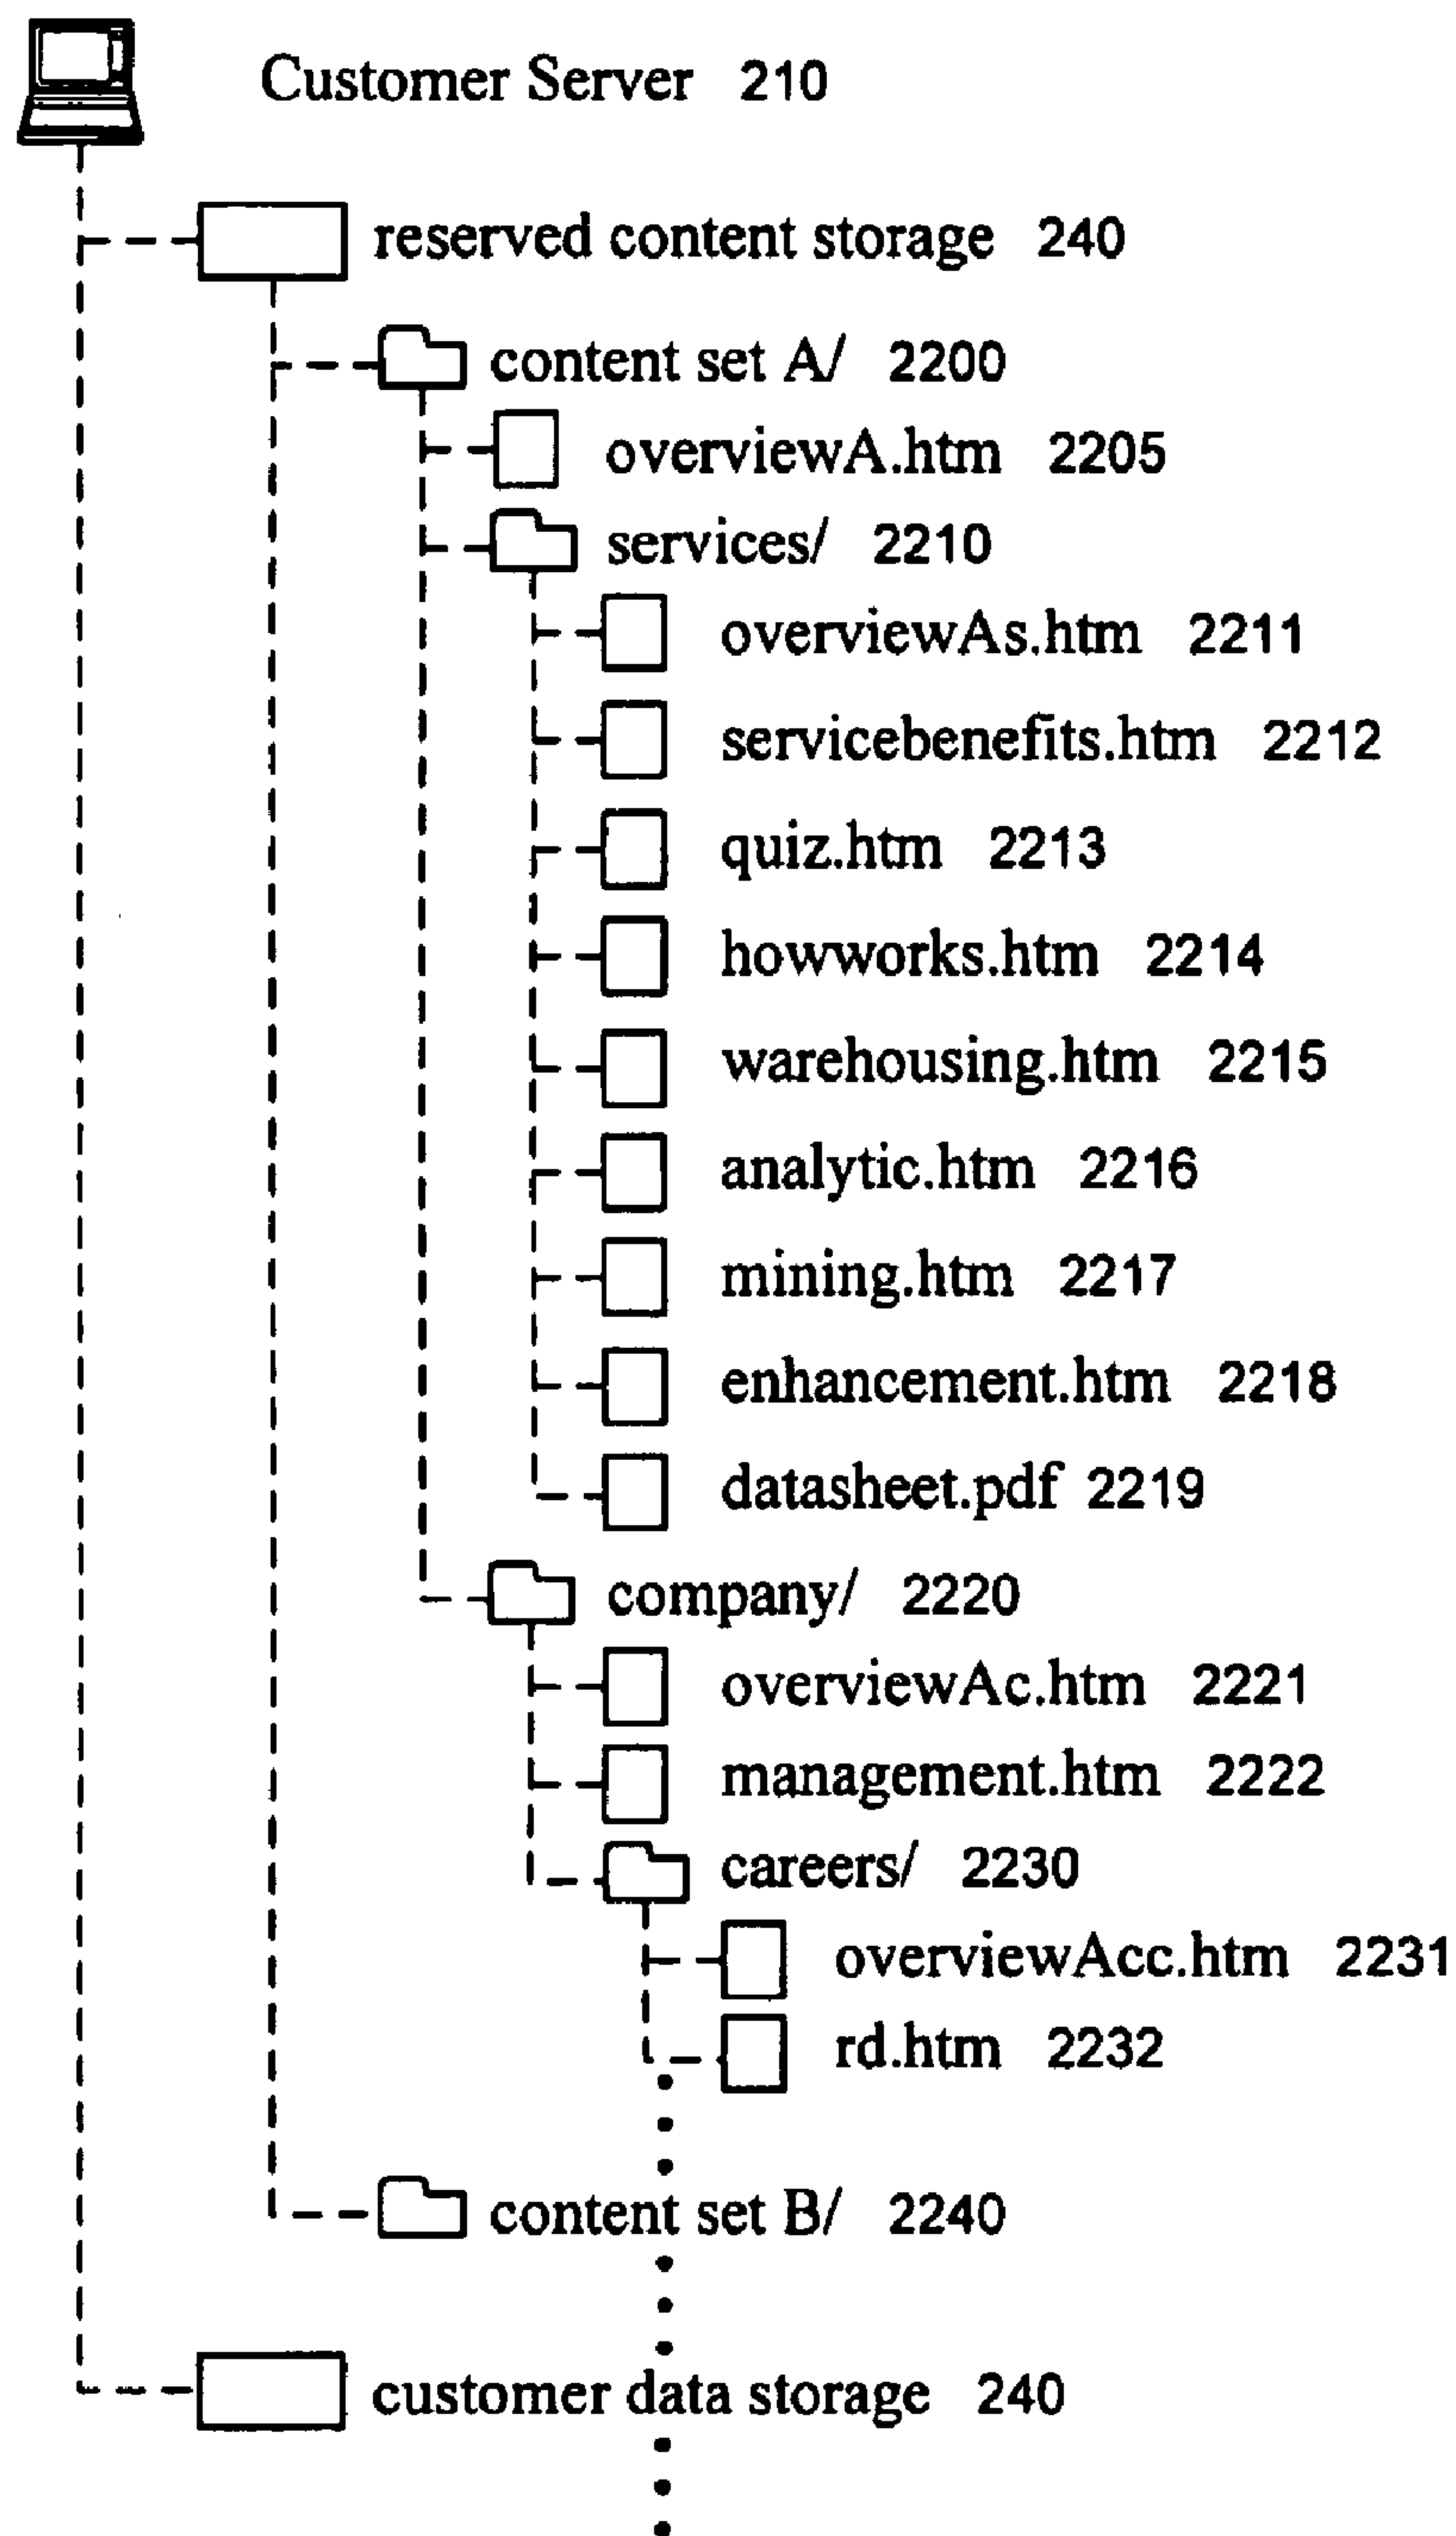 Customer Server 210
reserved content storage 240
content set A/ 2200
overviewA.htm 2205
services/ 2210
overviewAs.htm 2211
servicebenefits.htm 2212
quiz.htm 2213
howworks.htm 2214
warehousing.htm 2215
analytic.htm 2216
mining.htm 2217
enhancement.htm 2218
datasheet.pdf 2219
company/ 2220
overviewAc.htm 2221
management.htm 2222
careers/ 2230
overviewAcc.htm 2231
rd.htm 2232
content set B/ 2240
customer data storage 240